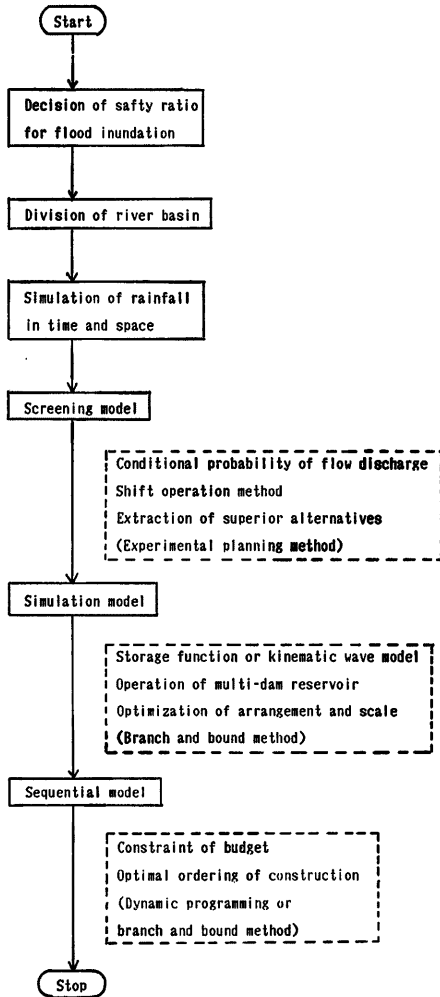 Start
Decision of safty ratio
for flood inundation
Division of river basin
Simulation of rainfall
in time and space
Screening model
Conditional probability of flow discharge
Shift operation method
Extraction of superior alternatives
(Experimental planning method)
Simulation model
Storage function or kinematic wave model
Operation of multi-dam reservoir
Optimization of arrangement and scale
(Branch and bound method)
Sequential model
Constraint of budget
Optimal ordering of construction
(Dynamic programming or
branch and bound method)
Stop